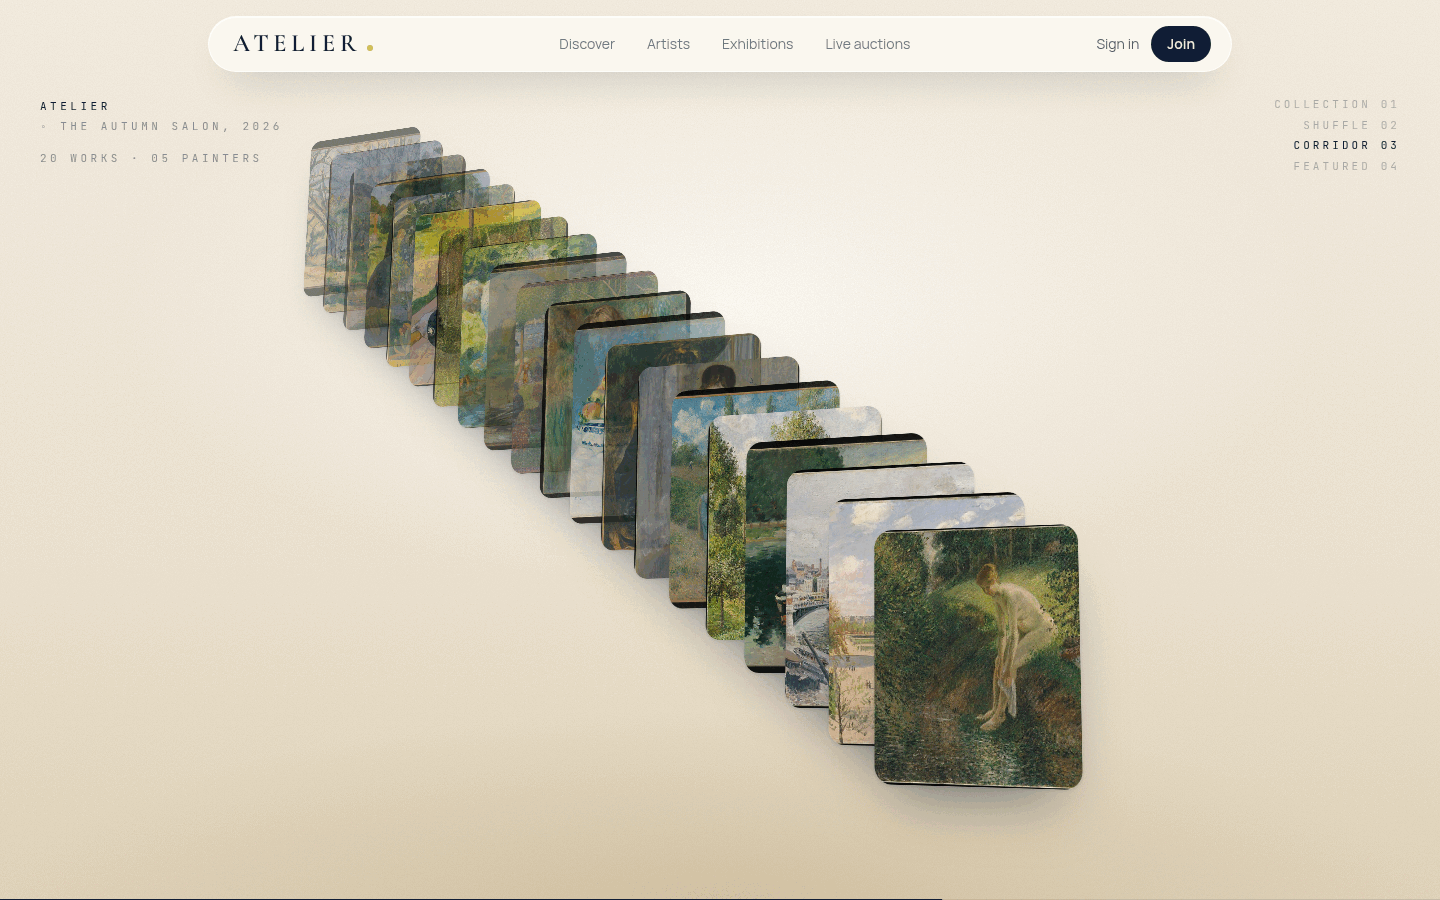 ATELIER
Discover
Artists
Exhibitions
Live auctions
Sign in
Join
ATELIER
◦ THE AUTUMN SALON, 2026
20 WORKS · 05 PAINTERS
COLLECTION 01
SHUFFLE 02
CORRIDOR 03
FEATURED 04